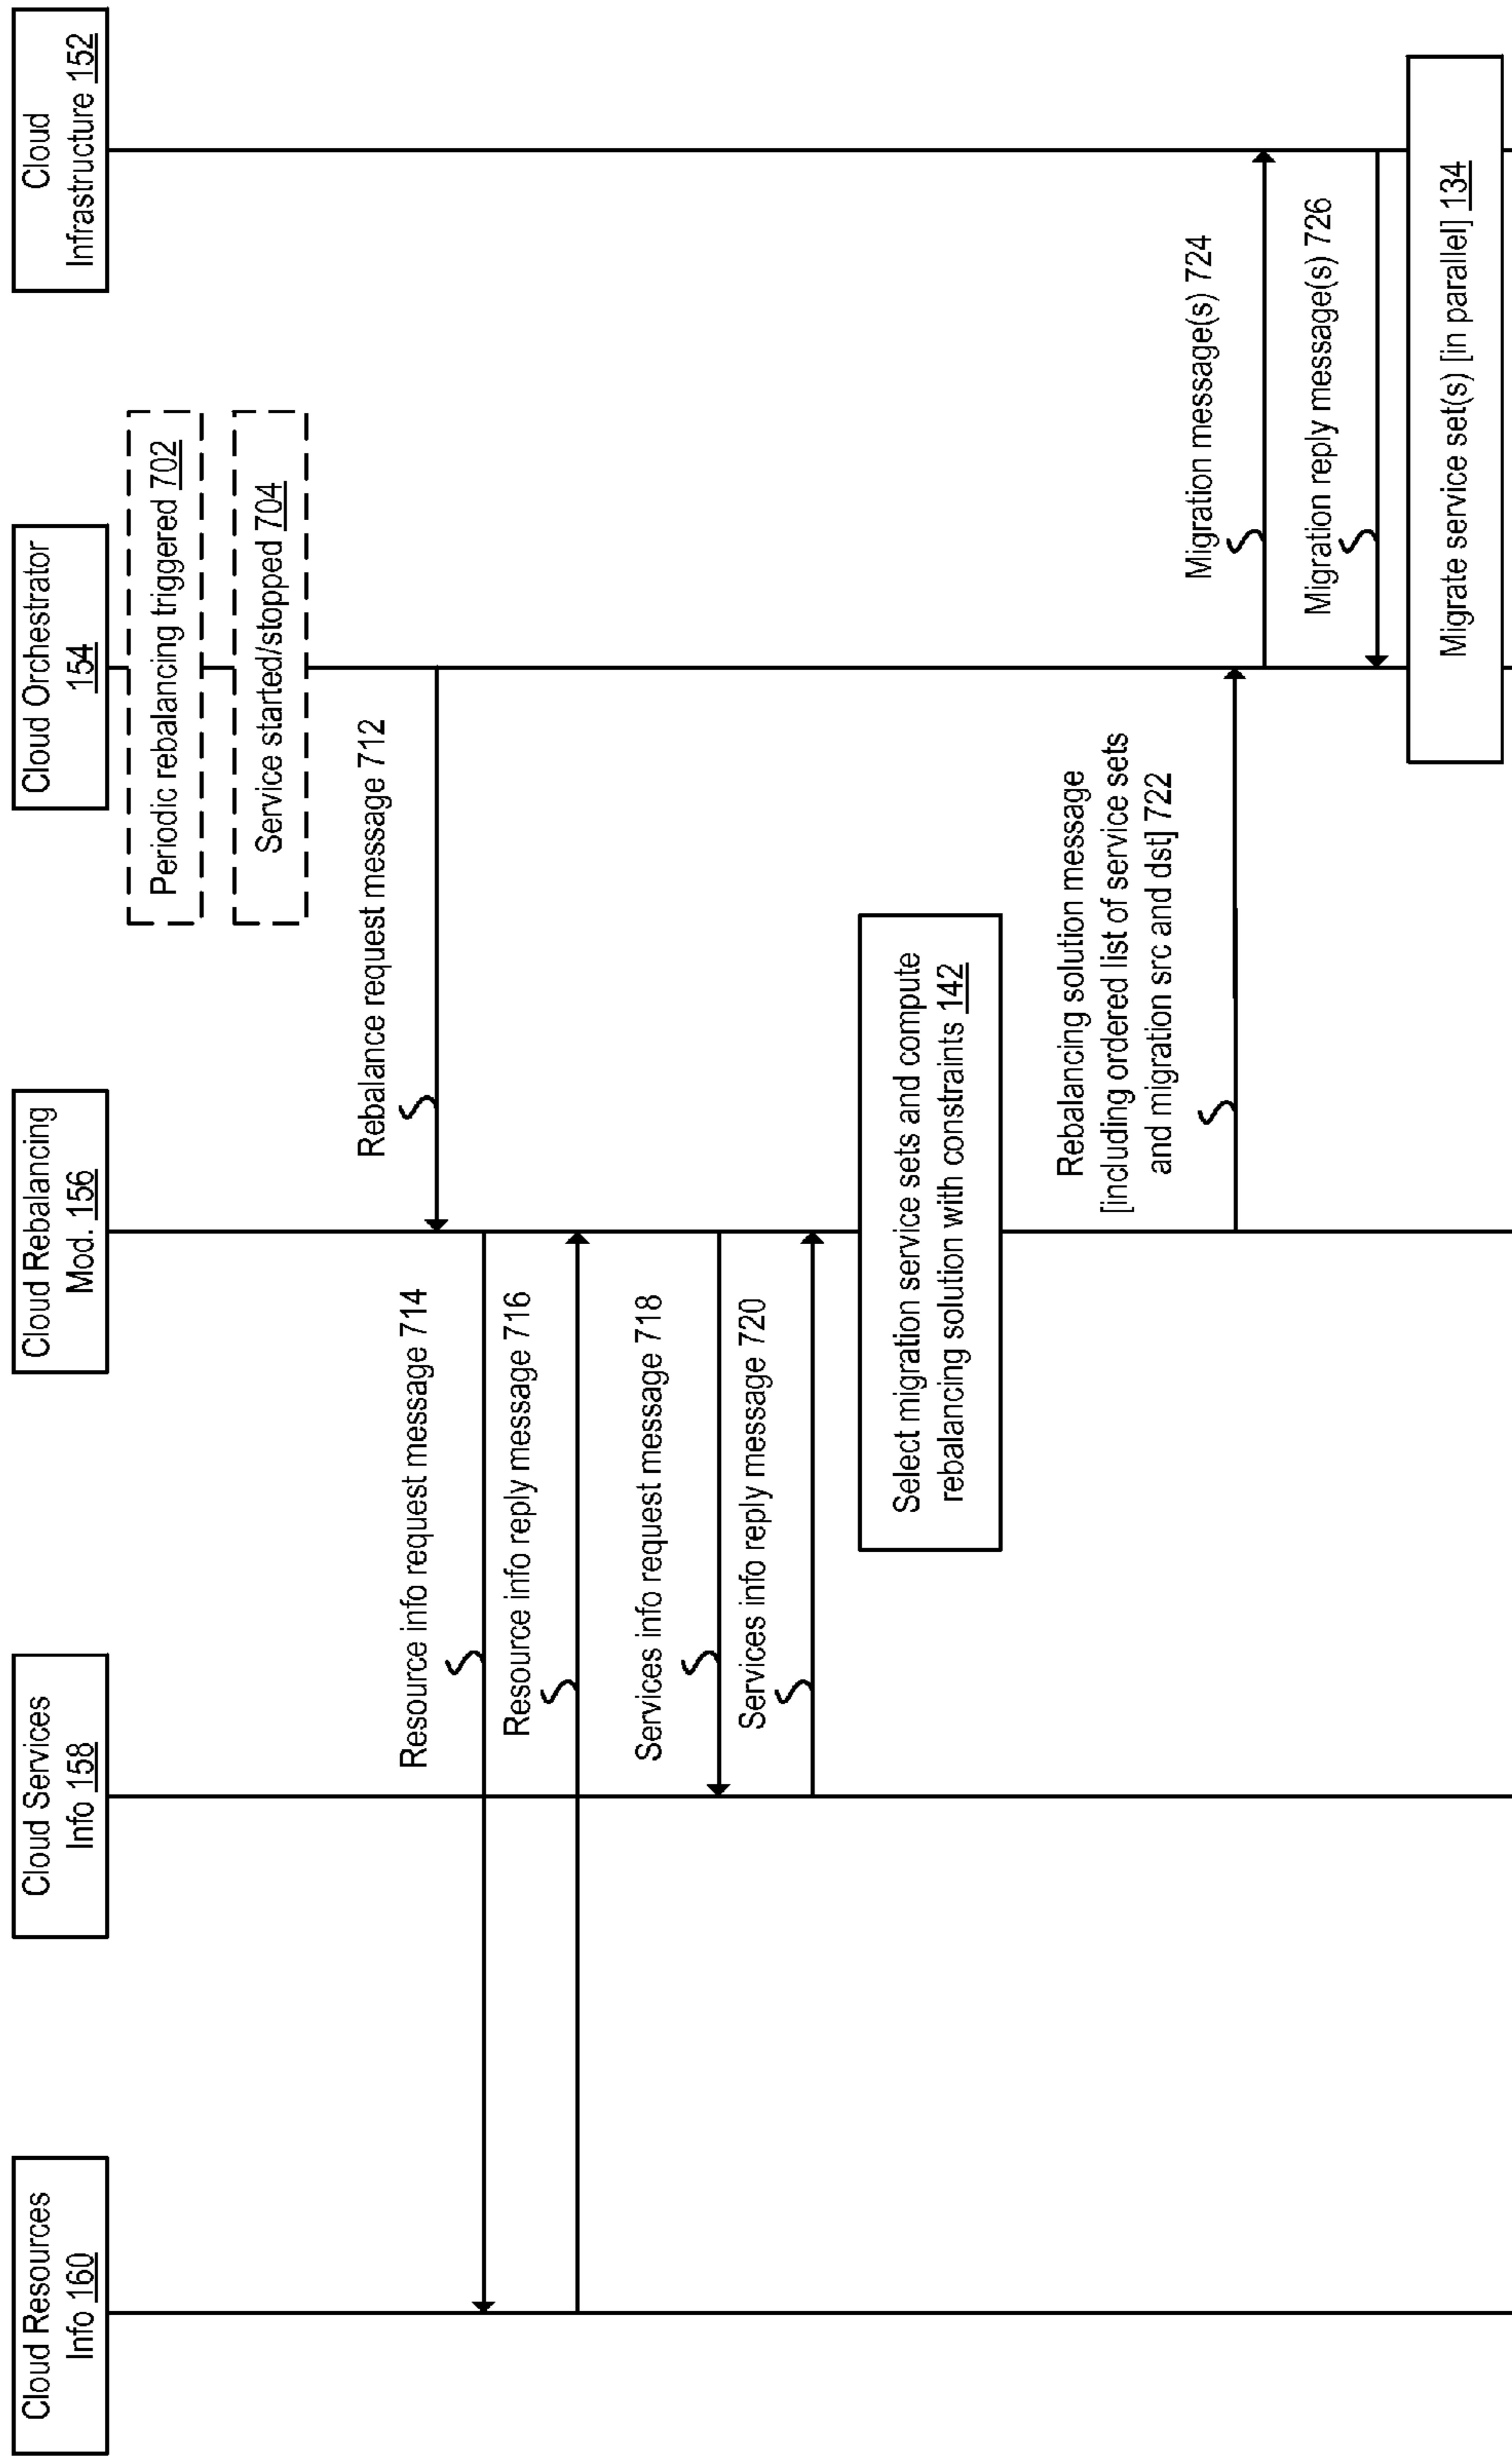 Cloud Resources
Info 160
Cloud Services
Info 158
Cloud Rebalancing
Mod. 156
Cloud Orchestrator
154
Cloud
Infrastructure 152
Periodic rebalancing triggered 702
Service started/stopped 704
Rebalance request message 712
Resource info request message 714
Resource info reply message 716
Services info request message 718
Services info reply message 720
Select migration service sets and compute
rebalancing solution with constraints 142
Rebalancing solution message
[including ordered list of service sets
and migration src and dst] 722
Migration message(s) 724
Migration reply message(s) 726
Migrate service set(s) [in parallel] 134